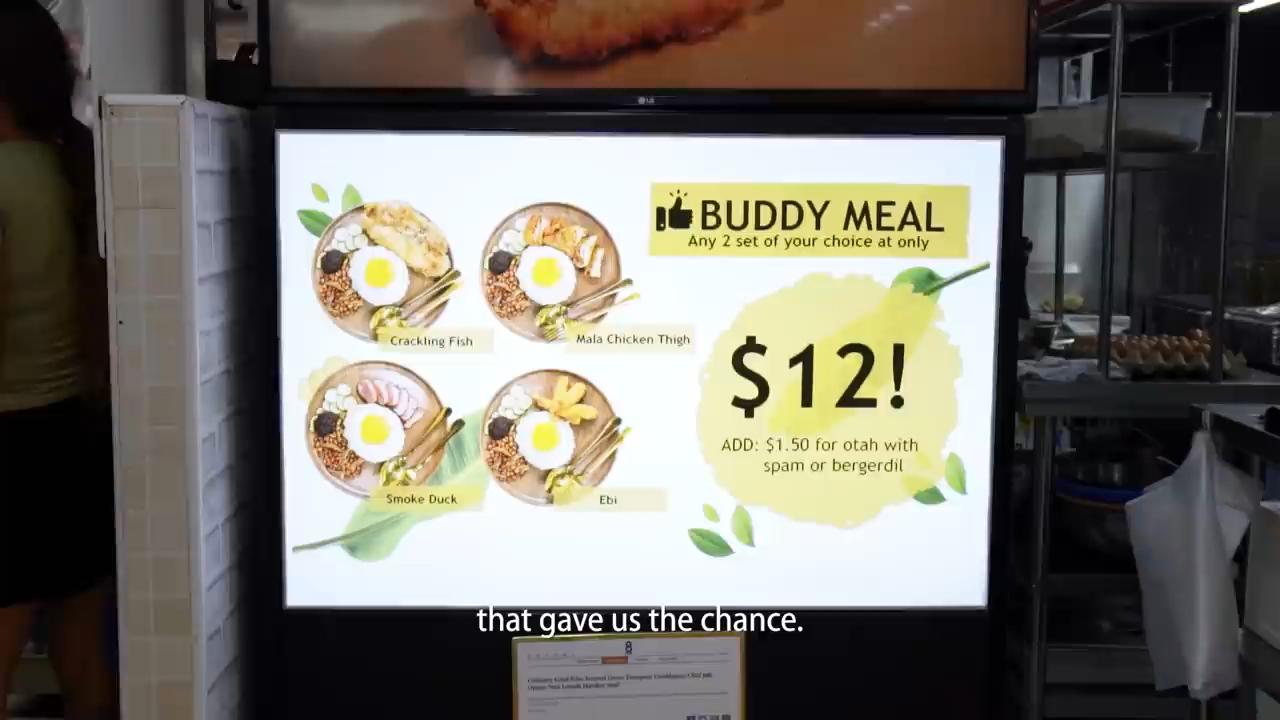 LG
BUDDY MEAL
Any 2 set of your choice at only
Crackling Fish
Mala Chicken Thigh
$12!
ADD: $1.50 for otah with
spam or bergerdil
Smoke Duck
Ebi
that gave us the chance.
8